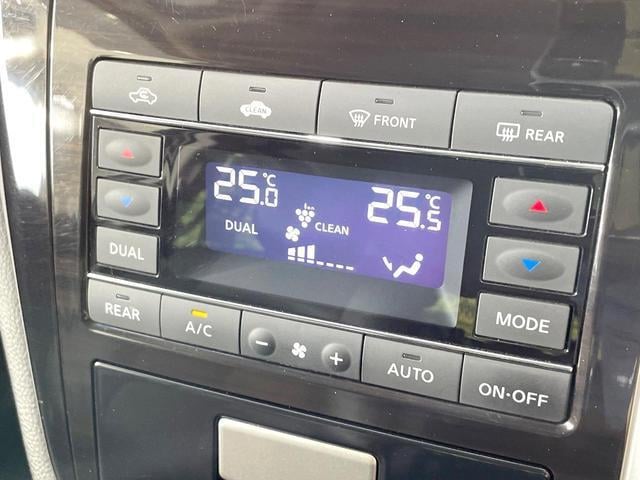 CLEAN
FRONT
REAR
25.0°C
25.5°C
DUAL
CLEAN
DUAL
MODE
REAR
A/C
- +
AUTO
ON·OFF